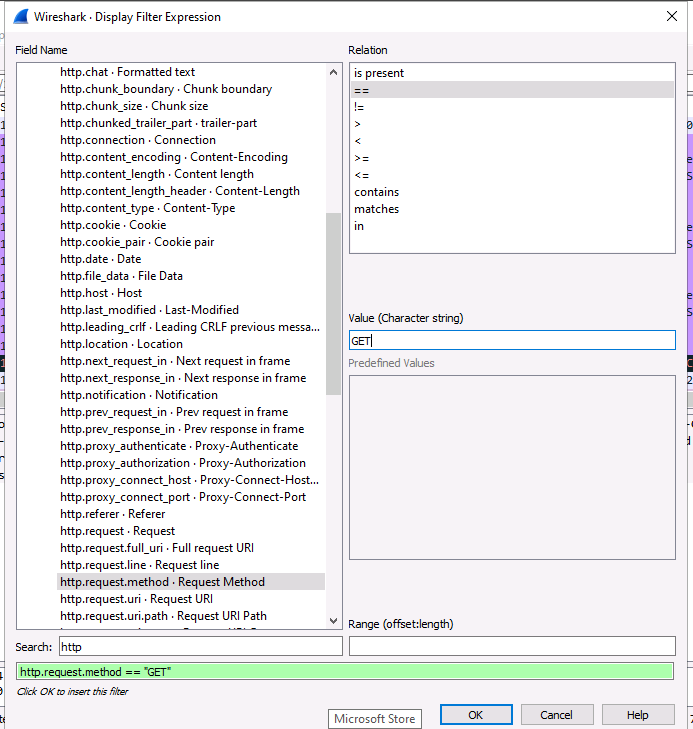 Wireshark · Display Filter Expression
Field Name
http.chat · Formatted text
http.chunk_boundary · Chunk boundary
http.chunk_size · Chunk size
http.chunked_trailer_part · trailer-part
http.connection · Connection
http.content_encoding · Content-Encoding
http.content_length · Content length
http.content_length_header · Content-Length
http.content_type · Content-Type
http.cookie · Cookie
http.cookie_pair · Cookie pair
http.date · Date
http.file_data · File Data
http.host · Host
http.last_modified · Last-Modified
http.leading_crlf · Leading CRLF previous messa...
http.location · Location
http.next_request_in · Next request in frame
http.next_response_in · Next response in frame
http.notification · Notification
http.prev_request_in · Prev request in frame
http.prev_response_in · Prev response in frame
http.proxy_authenticate · Proxy-Authenticate
http.proxy_authorization · Proxy-Authorization
http.proxy_connect_host · Proxy-Connect-Host...
http.proxy_connect_port · Proxy-Connect-Port
http.referer · Referer
http.request · Request
http.request.full_uri · Full request URI
http.request.line · Request line
http.request.method · Request Method
http.request.uri · Request URI
http.request.uri.path · Request URI Path
Relation
is present
==
!=
>
<
>=
<=
contains
matches
in
Value (Character string)
GET
Predefined Values
Range (offset:length)
Search: http
http.request.method == "GET"
Click OK to insert this filter
Microsoft Store
OK
Cancel
Help